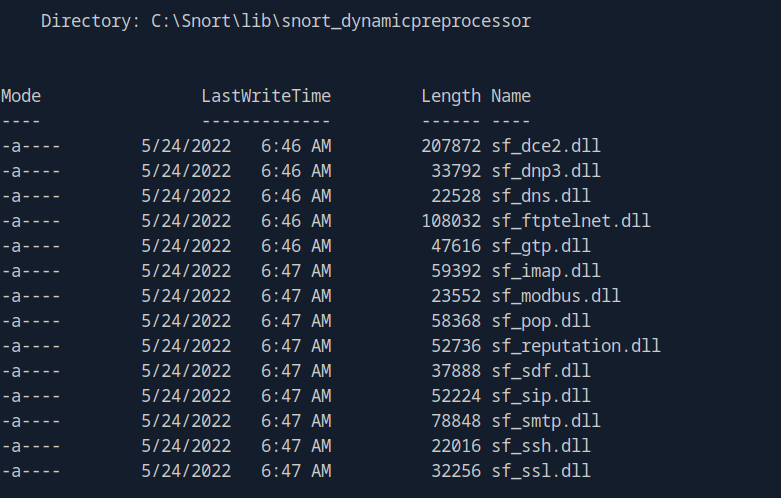 Directory: C:\Snort\lib\snort_dynamicpreprocessor
Mode                LastWriteTime         Length Name
----                -------------         ------ ----
-a----        5/24/2022   6:46 AM         207872 sf_dce2.dll
-a----        5/24/2022   6:46 AM          33792 sf_dnp3.dll
-a----        5/24/2022   6:46 AM          22528 sf_dns.dll
-a----        5/24/2022   6:46 AM         108032 sf_ftptelnet.dll
-a----        5/24/2022   6:46 AM          47616 sf_gtp.dll
-a----        5/24/2022   6:47 AM          59392 sf_imap.dll
-a----        5/24/2022   6:47 AM          23552 sf_modbus.dll
-a----        5/24/2022   6:47 AM          58368 sf_pop.dll
-a----        5/24/2022   6:47 AM          52736 sf_reputation.dll
-a----        5/24/2022   6:47 AM          37888 sf_sdf.dll
-a----        5/24/2022   6:47 AM          52224 sf_sip.dll
-a----        5/24/2022   6:47 AM          78848 sf_smtp.dll
-a----        5/24/2022   6:47 AM          22016 sf_ssh.dll
-a----        5/24/2022   6:47 AM          32256 sf_ssl.dll